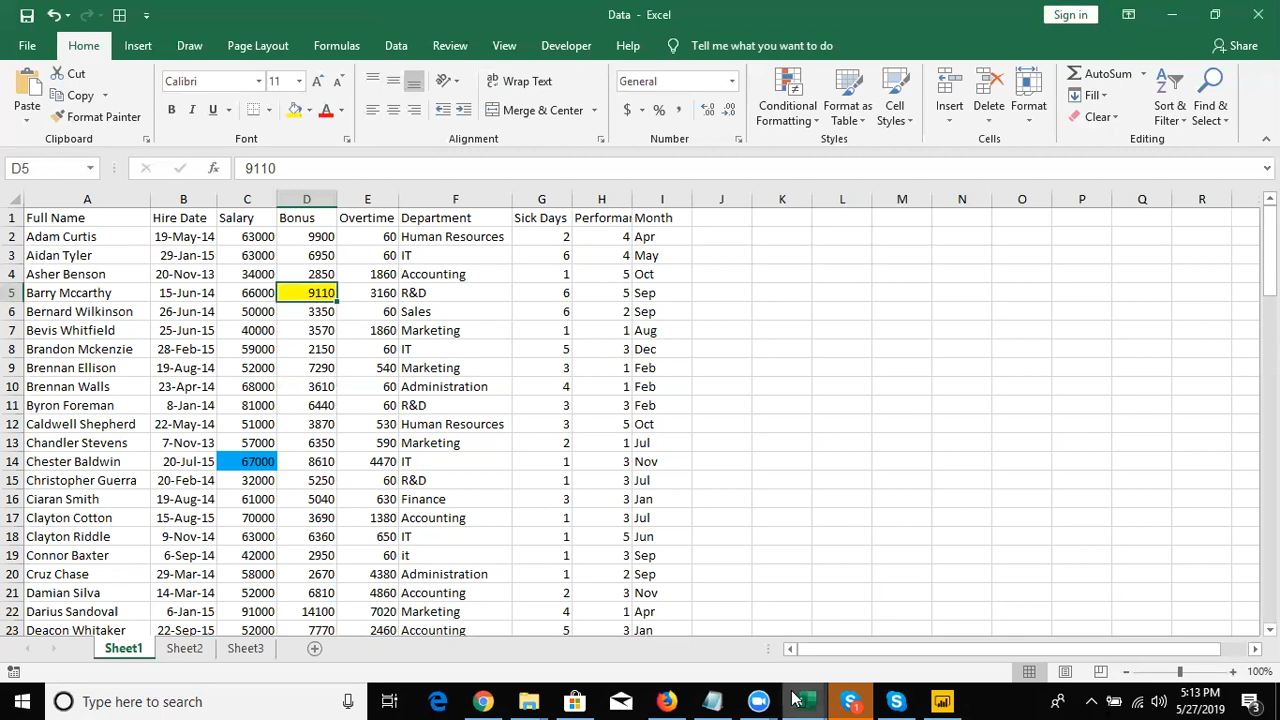 Data - Excel
Sign in
File Home Insert Draw Page Layout Formulas Data Review View Developer Help Tell me what you want to do Share
Paste
Cut
Copy
Format Painter
Clipboard
Calibri 11
B I U A
Font
Wrap Text
Merge & Center
Alignment
General
$ % ,
Number
Conditional Formatting
Format as Table
Cell Styles
Styles
Insert Delete Format
Cells
AutoSum
Fill
Clear
Sort & Filter
Find & Select
Editing
D5 fx 9110
A B C D E F G H I J K L M N O P Q R
1 Full Name Hire Date Salary Bonus Overtime Department Sick Days Performan Month
2 Adam Curtis 19-May-14 63000 9900 60 Human Resources 2 4 Apr
3 Aidan Tyler 29-Jan-15 63000 6950 60 IT 6 4 May
4 Asher Benson 20-Nov-13 34000 2850 1860 Accounting 1 5 Oct
5 Barry Mccarthy 15-Jun-14 66000 9110 3160 R&D 6 5 Sep
6 Bernard Wilkinson 26-Jun-14 50000 3350 60 Sales 6 2 Sep
7 Bevis Whitfield 25-Jun-15 40000 3570 1860 Marketing 1 1 Aug
8 Brandon Mckenzie 28-Feb-15 59000 2150 60 IT 5 3 Dec
9 Brennan Ellison 19-Aug-14 52000 7290 540 Marketing 3 1 Feb
10 Brennan Walls 23-Apr-14 68000 3610 60 Administration 4 1 Feb
11 Byron Foreman 8-Jan-14 81000 6440 60 R&D 3 3 Feb
12 Caldwell Shepherd 22-May-14 51000 3870 530 Human Resources 3 5 Oct
13 Chandler Stevens 7-Nov-13 57000 6350 590 Marketing 2 1 Jul
14 Chester Baldwin 20-Jul-15 67000 8610 4470 IT 1 3 Nov
15 Christopher Guerra 20-Feb-14 32000 5250 60 R&D 1 3 Jul
16 Ciaran Smith 19-Aug-14 61000 5040 630 Finance 3 3 Jan
17 Clayton Cotton 15-Aug-15 70000 3690 1380 Accounting 1 3 Jul
18 Clayton Riddle 9-Nov-14 63000 6360 650 IT 1 5 Jun
19 Connor Baxter 6-Sep-14 42000 2950 60 it 1 3 Sep
20 Cruz Chase 29-Mar-14 58000 2670 4380 Administration 1 2 Sep
21 Damian Silva 14-Mar-14 52000 6810 4860 Accounting 2 3 Nov
22 Darius Sandoval 6-Jan-15 91000 14100 7020 Marketing 4 1 Apr
23 Deacon Whitaker 22-Sep-15 52000 7770 2460 Accounting 5 3 Jan
Sheet1 Sheet2 Sheet3
100%
Type here to search
1
5:13 PM
5/27/2019
3